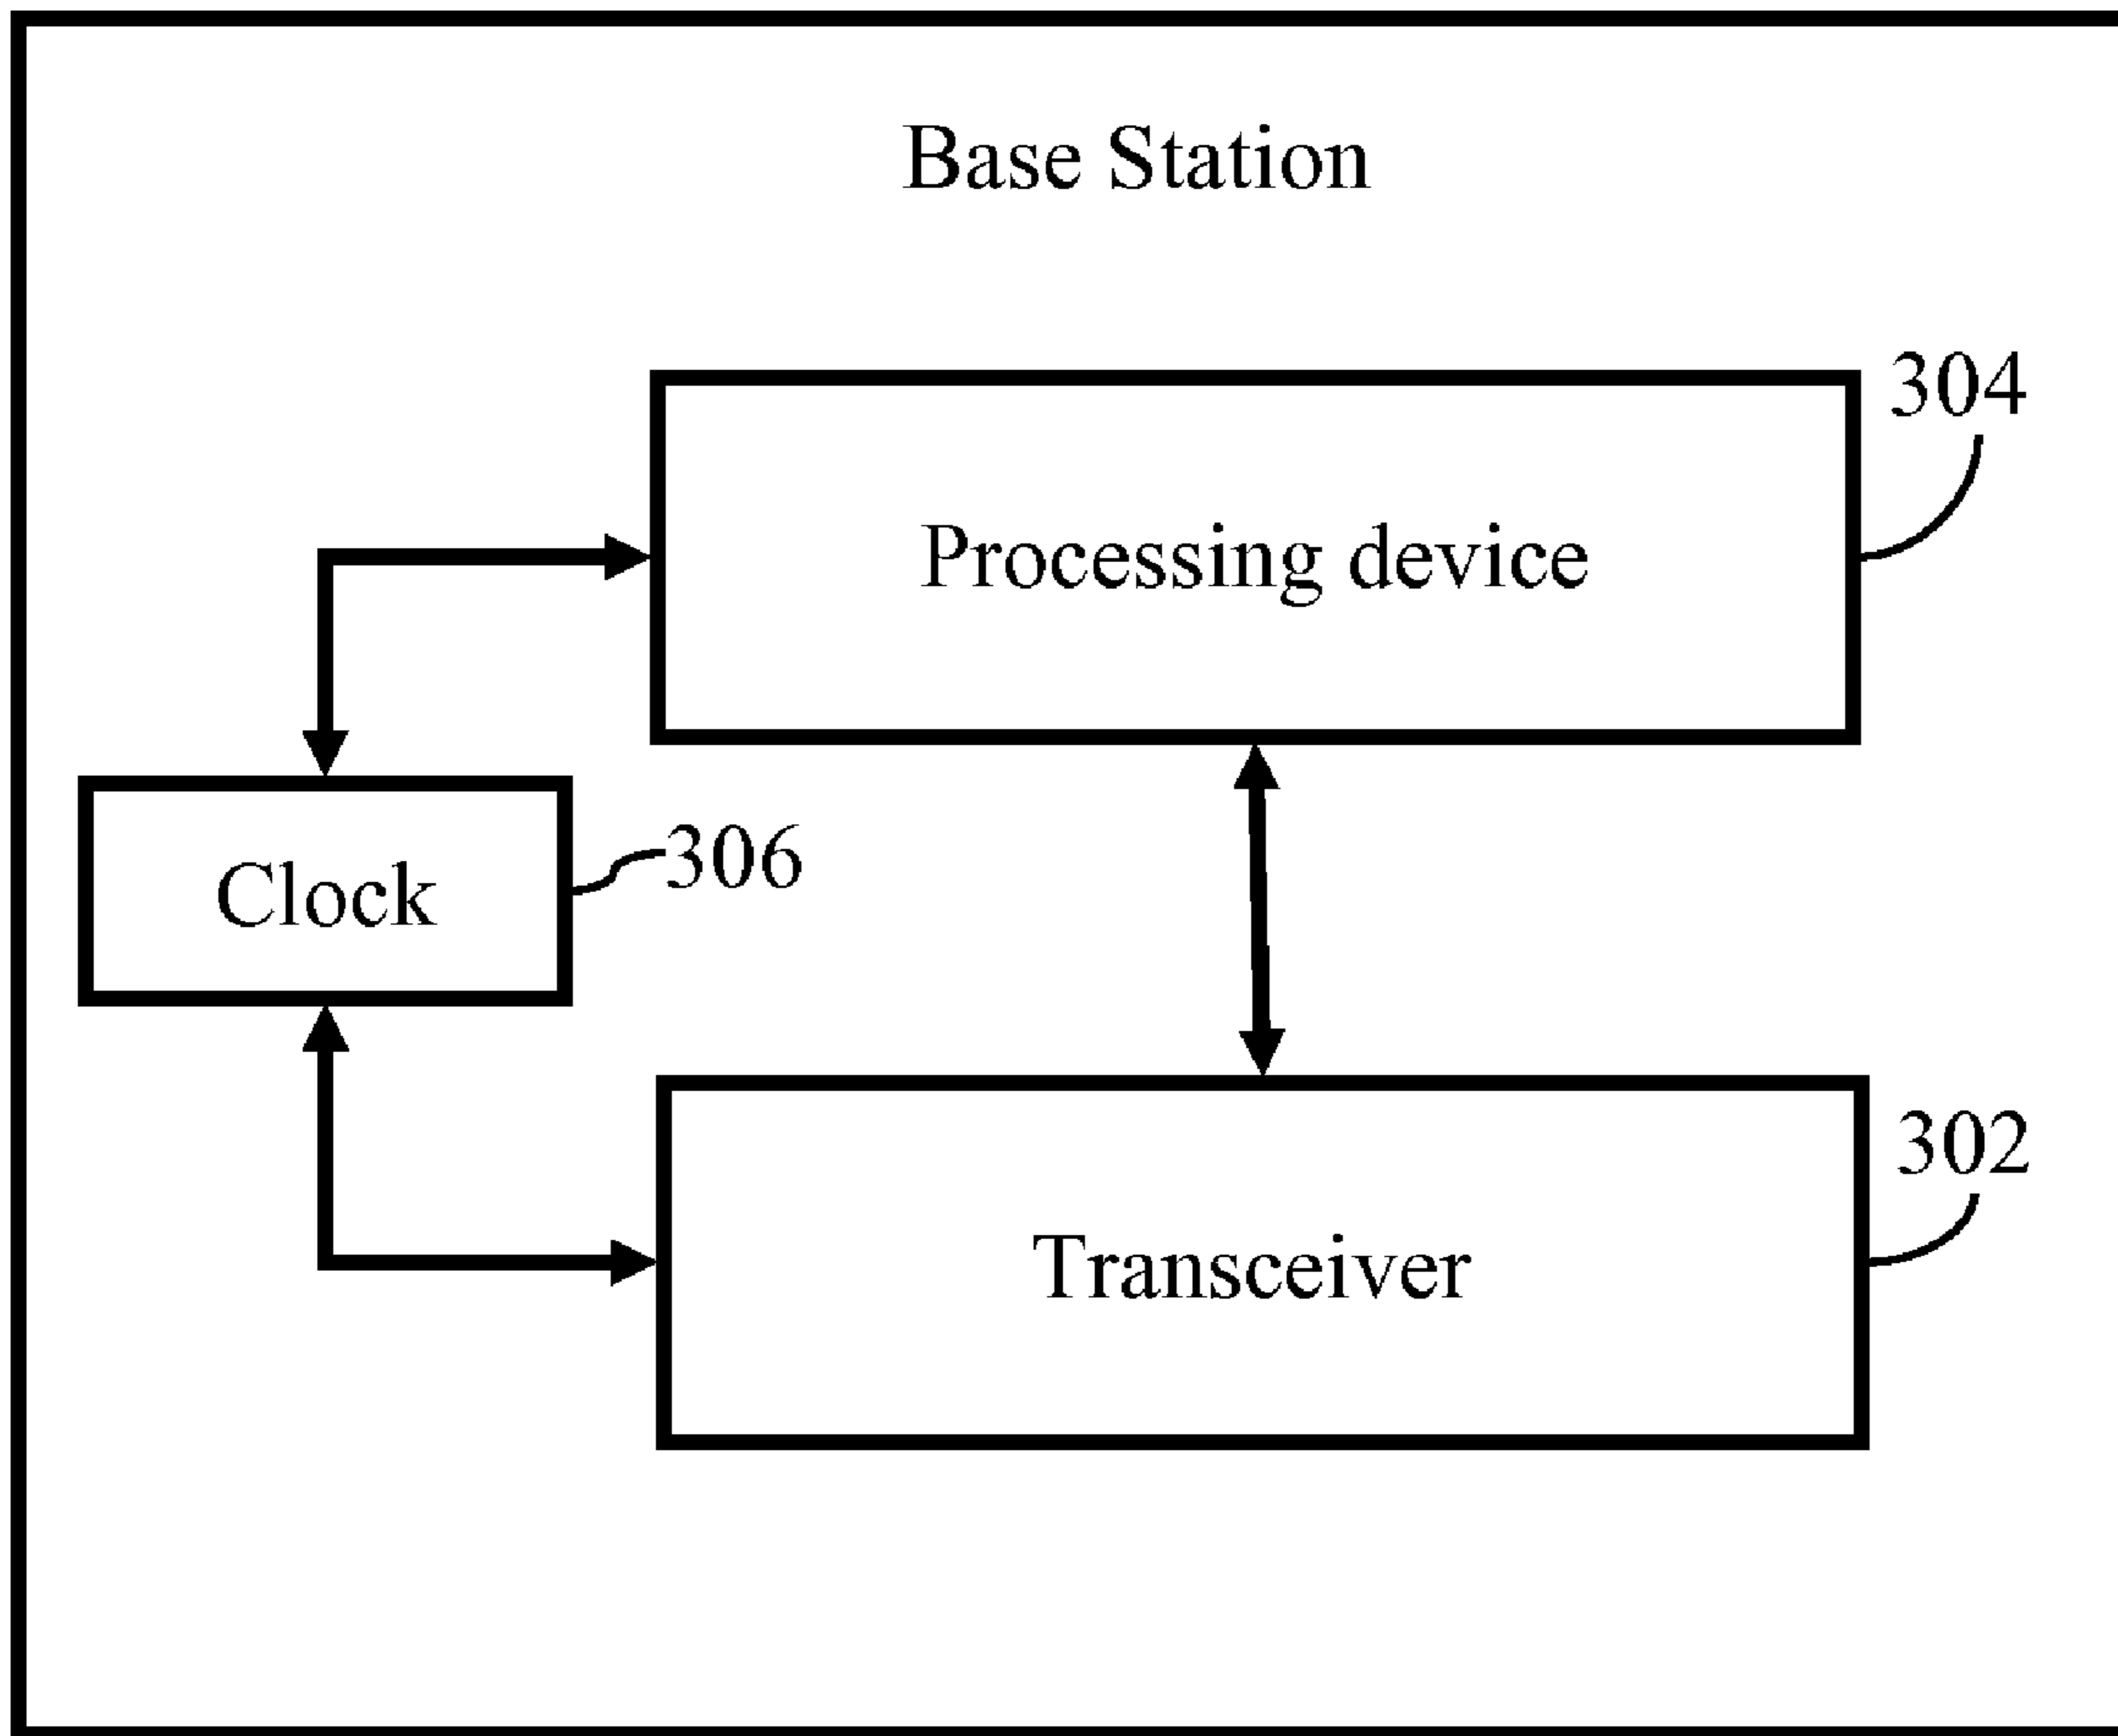 Base Station
304
Processing device
306
Clock
302
Transceiver